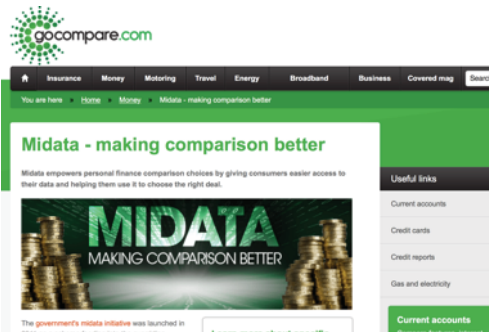 gocompare.com
Insurance Money Motoring Travel Energy Broadband Business Covered mag Searc
You are here » Home » Money » Midata - making comparison better
Midata - making comparison better
Midata empowers personal finance comparison choices by giving consumers easier access to
their data and helping them use it to choose the right deal.
MIDATA
MAKING COMPARISON BETTER
The government's midata initiative was launched in
Useful links
Current accounts
Credit cards
Credit reports
Gas and electricity
Current accounts